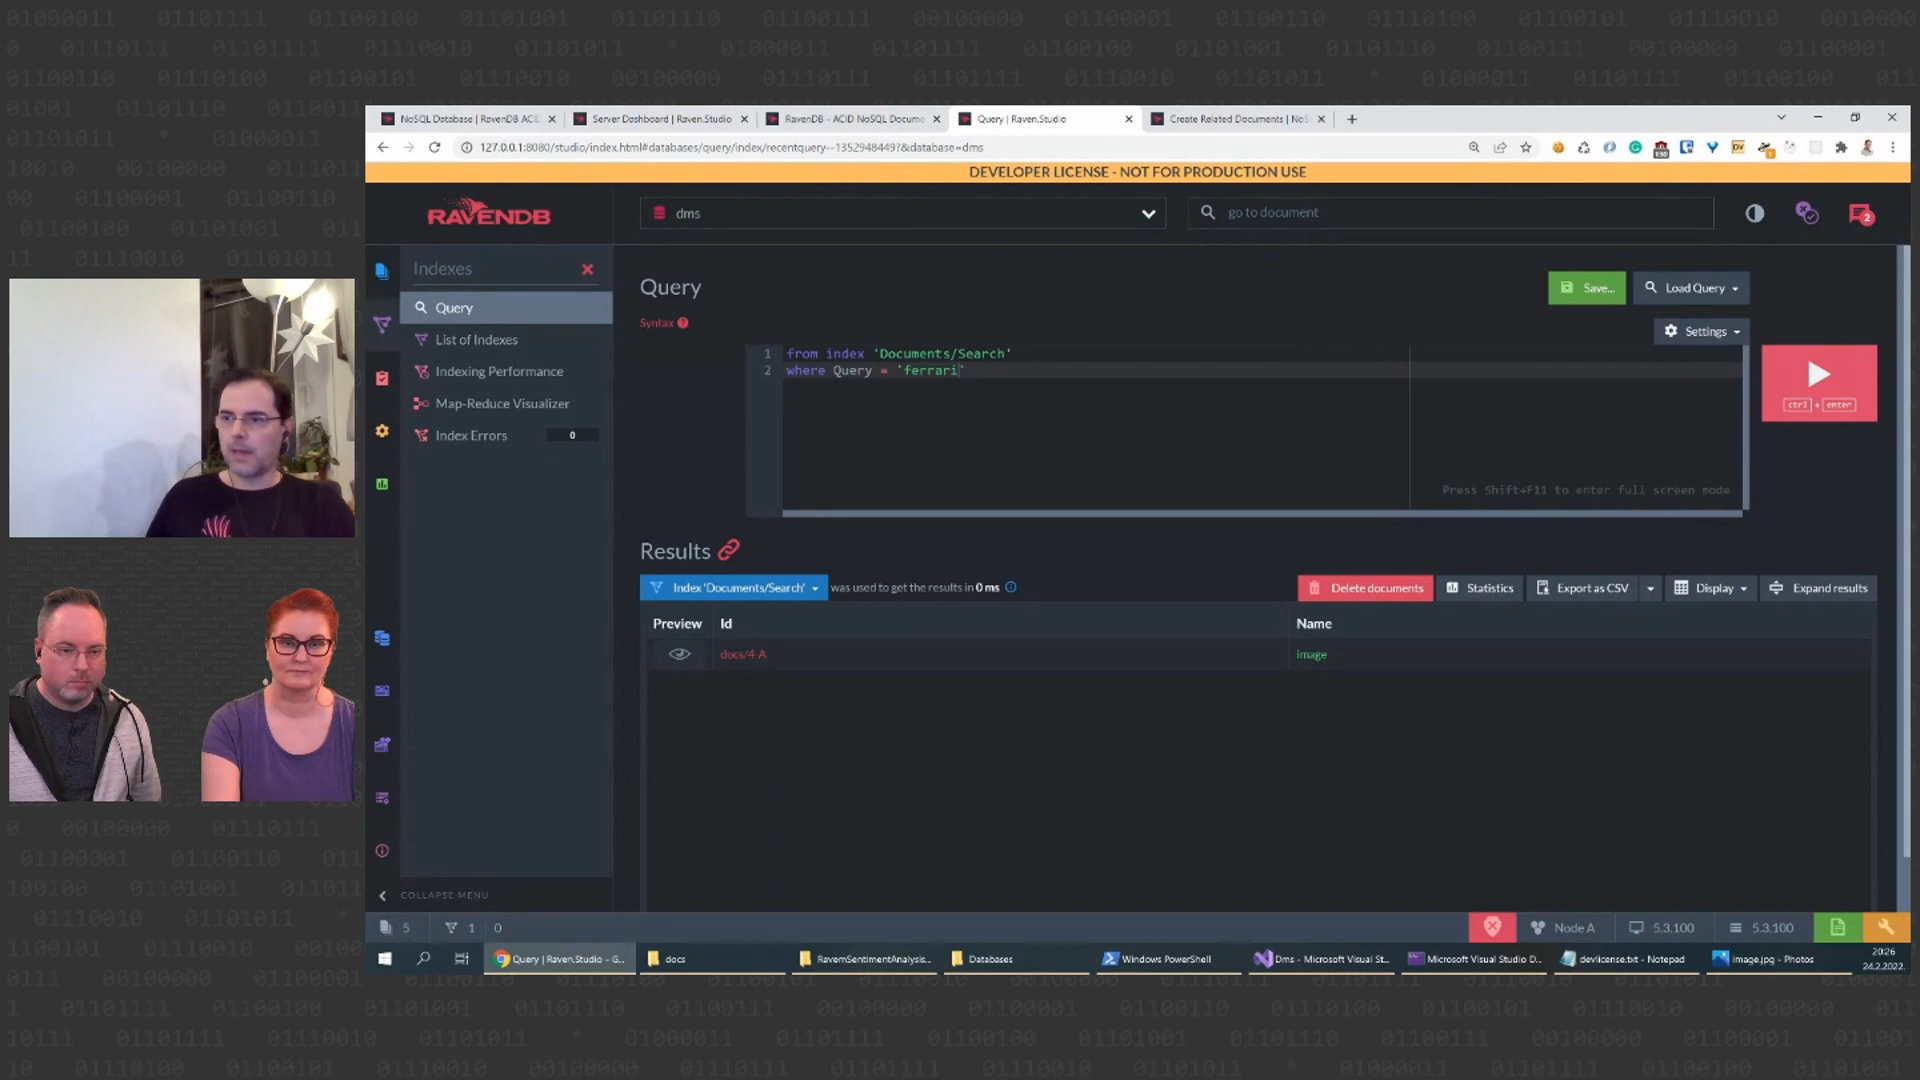 NoSQL Database | RavenDB ACID
Server Dashboard | Raven.Studio
RavenDB - ACID NoSQL Docume
Query | Raven.Studio
Create Related Documents | NoS
127.0.0.1:8080/studio/index.html#databases/query/index/recentquery--1352948449?&database=dms
DEVELOPER LICENSE - NOT FOR PRODUCTION USE
RAVENDB
dms
go to document
2
Indexes
Query
List of Indexes
Indexing Performance
Map-Reduce Visualizer
Index Errors 0
COLLAPSE MENU
Query
Save...
Load Query
Syntax
Settings
1 from index 'Documents/Search'
2 where Query = 'ferrari'
ctrl + enter
Press Shift+F11 to enter full screen mode
Results
Index 'Documents/Search' was used to get the results in 0 ms
Delete documents
Statistics
Export as CSV
Display
Expand results
Preview Id Name
docs/4-A image
5 1 0
Node A 5.3.100 5.3.100
Query | Raven.Studio - G...
docs
RavemSentimentAnalysis...
Databases
Windows PowerShell
Dms - Microsoft Visual St...
Microsoft Visual Studio D...
devlicense.txt - Notepad
image.jpg - Photos
20:26
24.2.2022.